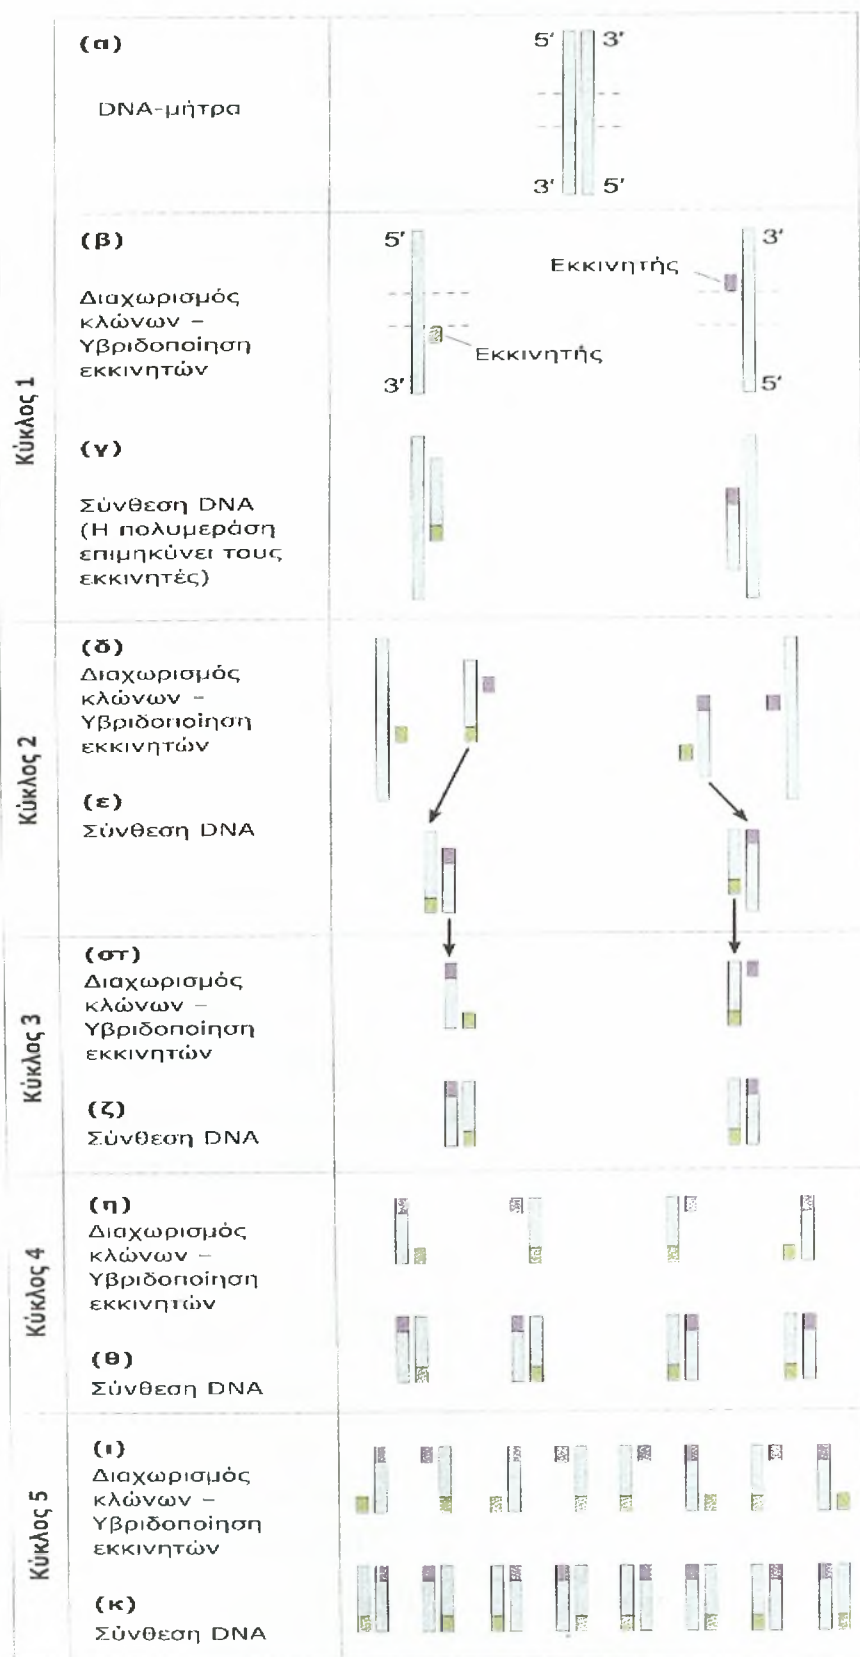 Κύκλος 1
(α)
DNA-μήτρα
5' 3'
3' 5'
(β)
Διαχωρισμός
κλώνων –
Υβριδοποίηση
εκκινητών
5'
Εκκινητής
3'
Εκκινητής
3'
5'
(γ)
Σύνθεση DNA
(Η πολυμεράση
επιμηκύνει τους
εκκινητές)
Κύκλος 2
(δ)
Διαχωρισμός
κλώνων –
Υβριδοποίηση
εκκινητών
(ε)
Σύνθεση DNA
Κύκλος 3
(στ)
Διαχωρισμός
κλώνων –
Υβριδοποίηση
εκκινητών
(ζ)
Σύνθεση DNA
Κύκλος 4
(η)
Διαχωρισμός
κλώνων –
Υβριδοποίηση
εκκινητών
(θ)
Σύνθεση DNA
Κύκλος 5
(ι)
Διαχωρισμός
κλώνων –
Υβριδοποίηση
εκκινητών
(κ)
Σύνθεση DNA